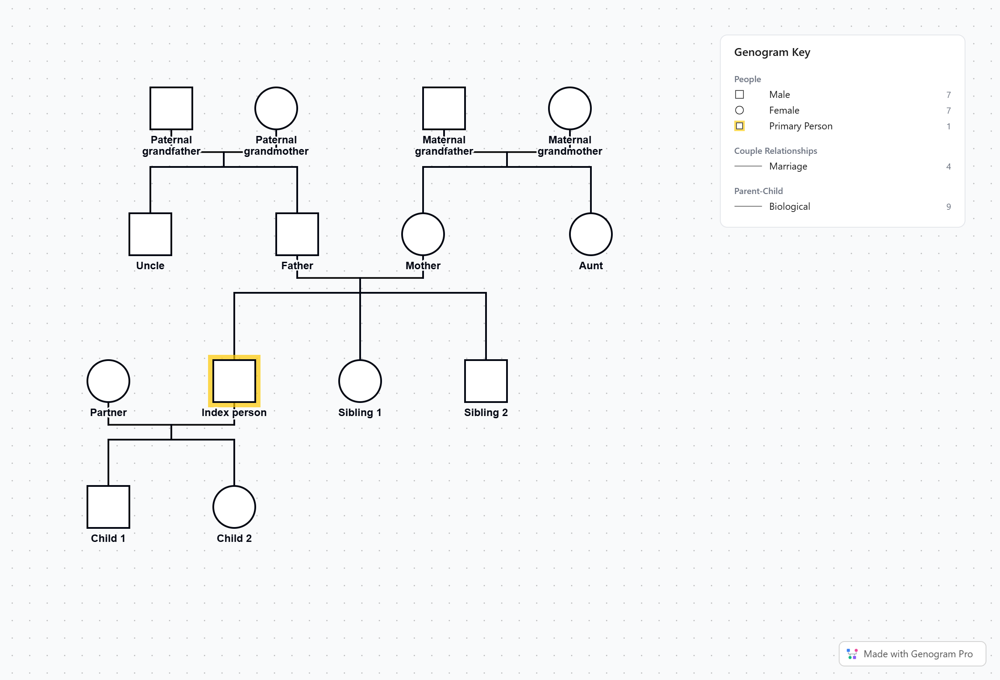 Genogram Key
People
Male 7
Female 7
Primary Person 1
Couple Relationships
Marriage 4
Parent-Child
Biological 9
Paternal
grandfather
Paternal
grandmother
Maternal
grandfather
Maternal
grandmother
Uncle
Father
Mother
Aunt
Partner
Index person
Sibling 1
Sibling 2
Child 1
Child 2
Made with Genogram Pro